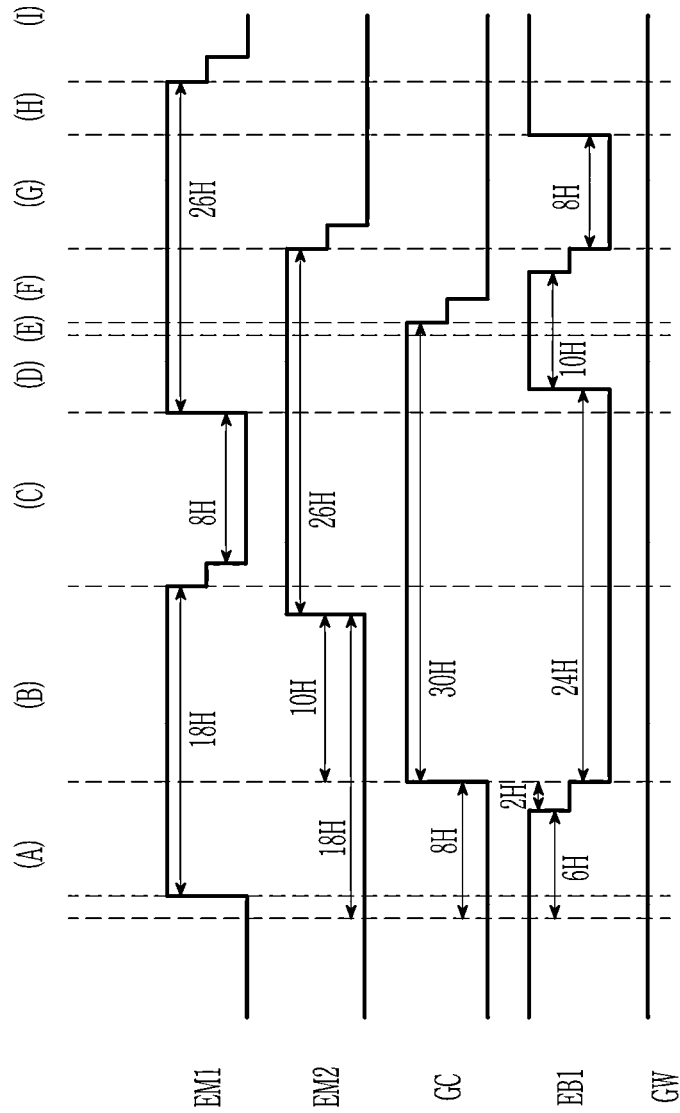 (A) (B) (C) (D) (E) (F) (G) (H) (I)
EM1 18H 8H 26H
EM2 18H 10H 26H
GC 8H 30H
EB1 6H 2H 24H 10H 8H
GW